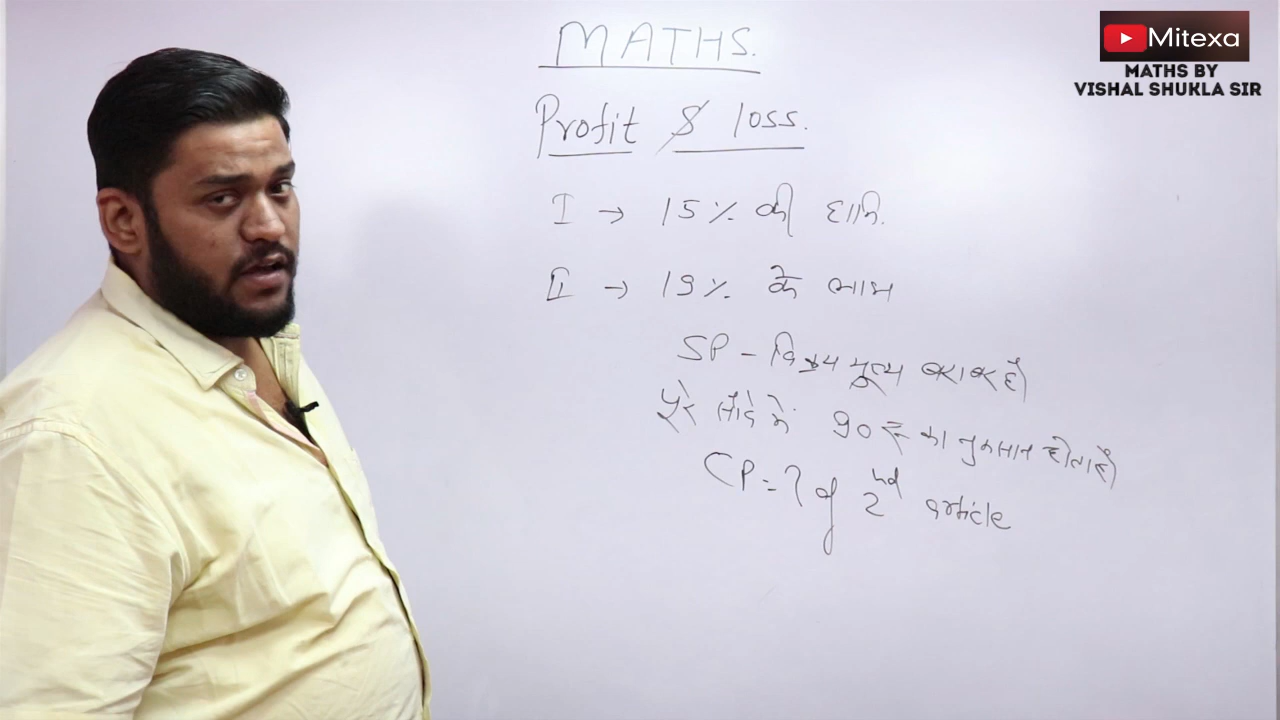 Mitexa
MATHS BY
VISHAL SHUKLA SIR
MATHS.
Profit & loss.
I → 15% की हानि.
II → 19% के लाभ
SP - विक्रय मूल्य बराबर है
पूरे सौदे में 90 रु का नुकसान होता है
CP = ? of 2nd article